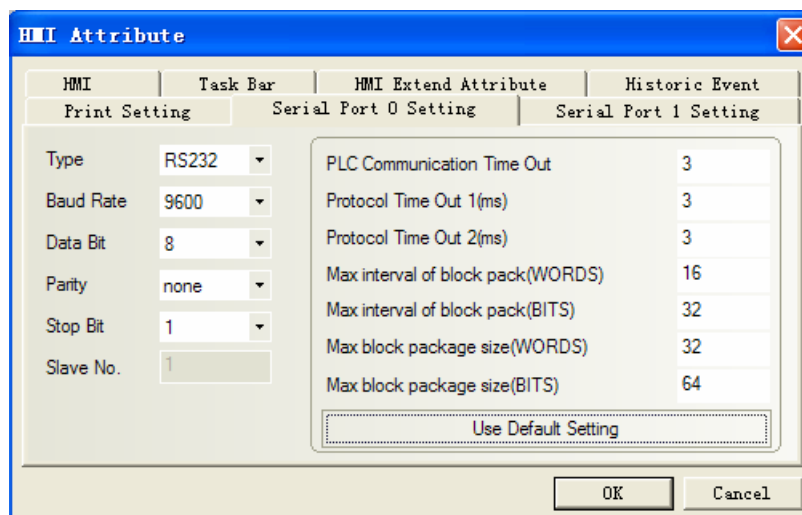 HMI Attribute
HMI
Task Bar
HMI Extend Attribute
Historic Event
Print Setting
Serial Port 0 Setting
Serial Port 1 Setting
Type
RS232
Baud Rate
9600
Data Bit
8
Parity
none
Stop Bit
1
Slave No.
1
PLC Communication Time Out
3
Protocol Time Out 1(ms)
3
Protocol Time Out 2(ms)
3
Max interval of block pack(WORDS)
16
Max interval of block pack(BITS)
32
Max block package size(WORDS)
32
Max block package size(BITS)
64
Use Default Setting
OK
Cancel